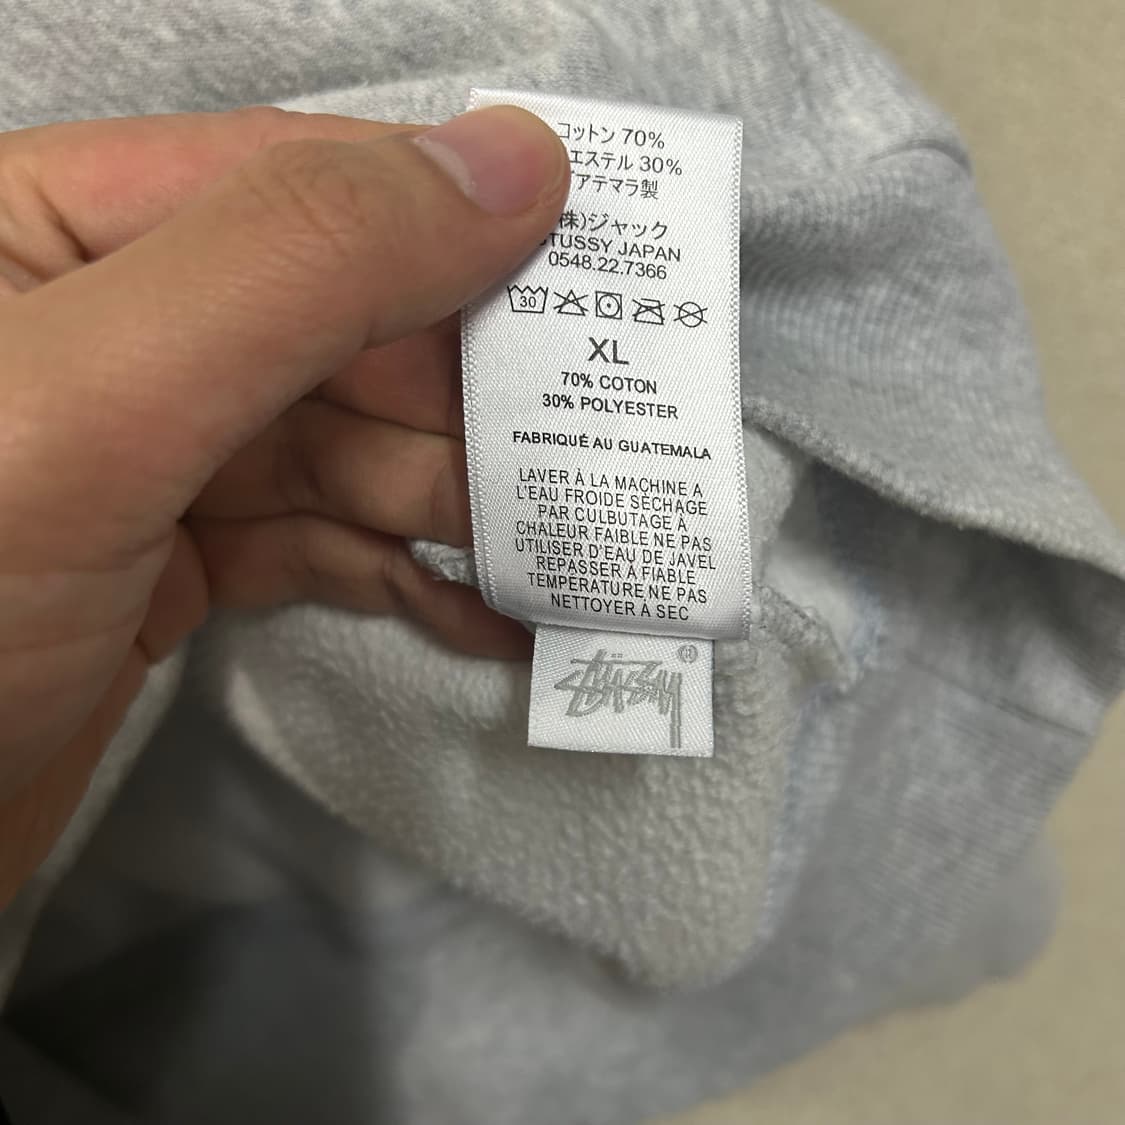 コットン 70%
エステル 30%
アテマラ製
株)ジャック
STUSSY JAPAN
0548.22.7366
30
XL
70% COTON
30% POLYESTER
FABRIQUÉ AU GUATEMALA
LAVER À LA MACHINE A
L'EAU FROIDE SÈCHAGE
PAR CULBUTAGE À
CHALEUR FAIBLE NE PAS
UTILISER D'EAU DE JAVEL
REPASSER A FIABLE
TEMPÉRATURE NE PAS
NETTOYER À SEC
STÜSSY ®